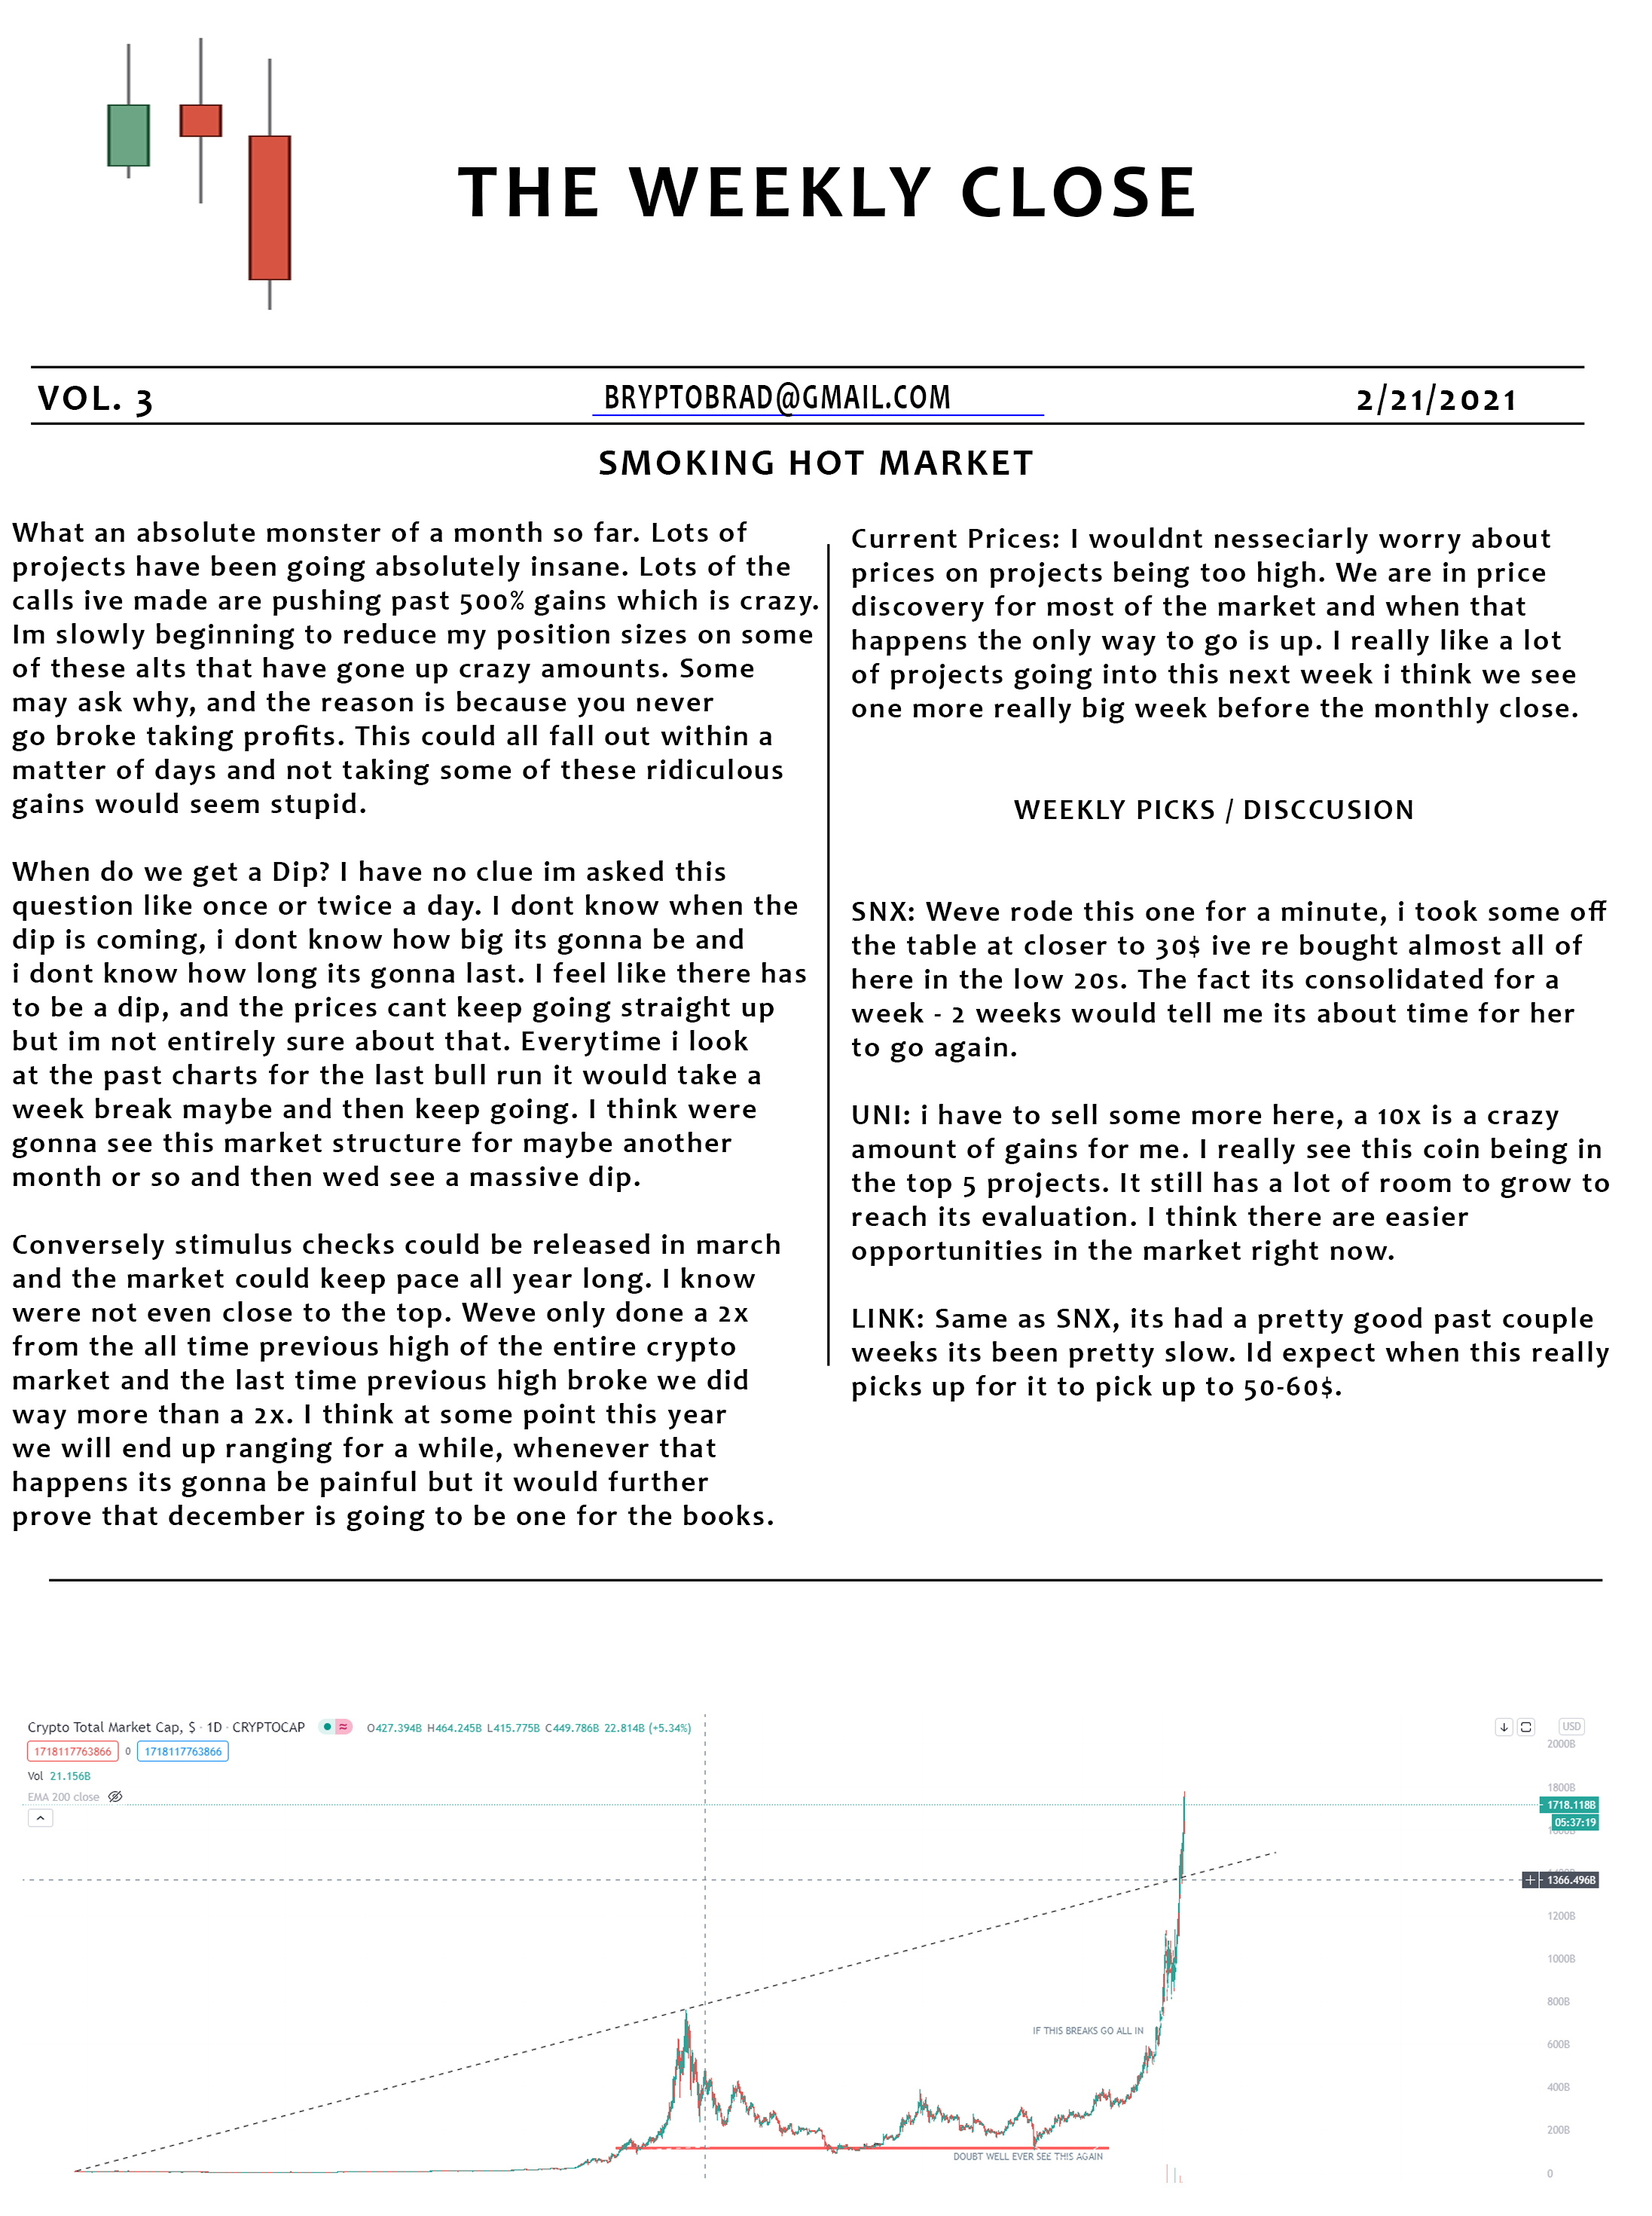 THE WEEKLY CLOSE
VOL. 3
BRYPTOBRAD@GMAIL.COM
2/21/2021
SMOKING HOT MARKET
What an absolute monster of a month so far. Lots of
projects have been going absolutely insane. Lots of the
calls ive made are pushing past 500% gains which is crazy.
Im slowly beginning to reduce my position sizes on some
of these alts that have gone up crazy amounts. Some
may ask why, and the reason is because you never
go broke taking profits. This could all fall out within a
matter of days and not taking some of these ridiculous
gains would seem stupid.
When do we get a Dip? I have no clue im asked this
question like once or twice a day. I dont know when the
dip is coming, i dont know how big its gonna be and
i dont know how long its gonna last. I feel like there has
to be a dip, and the prices cant keep going straight up
but im not entirely sure about that. Everytime i look
at the past charts for the last bull run it would take a
week break maybe and then keep going. I think were
gonna see this market structure for maybe another
month or so and then wed see a massive dip.
Conversely stimulus checks could be released in march
and the market could keep pace all year long. I know
were not even close to the top. Weve only done a 2x
from the all time previous high of the entire crypto
market and the last time previous high broke we did
way more than a 2x. I think at some point this year
we will end up ranging for a while, whenever that
happens its gonna be painful but it would further
prove that december is going to be one for the books.
Current Prices: I wouldnt nesseciarly worry about
prices on projects being too high. We are in price
discovery for most of the market and when that
happens the only way to go is up. I really like a lot
of projects going into this next week i think we see
one more really big week before the monthly close.
WEEKLY PICKS / DISCCUSION
SNX: Weve rode this one for a minute, i took some off
the table at closer to 30$ ive re bought almost all of
here in the low 20s. The fact its consolidated for a
week - 2 weeks would tell me its about time for her
to go again.
UNI: i have to sell some more here, a 10x is a crazy
amount of gains for me. I really see this coin being in
the top 5 projects. It still has a lot of room to grow to
reach its evaluation. I think there are easier
opportunities in the market right now.
LINK: Same as SNX, its had a pretty good past couple
weeks its been pretty slow. Id expect when this really
picks up for it to pick up to 50-60$.
Crypto Total Market Cap, $ · 1D · CRYPTOCAP O427.394B H464.245B L415.775B C449.786B 22.814B (+5.34%)
1718117763866 0 1718117763866
Vol 21.156B
EMA 200 close
USD
2000B
1800B
1718.118B
05:37:19
1366.496B
1200B
1000B
800B
IF THIS BREAKS GO ALL IN
600B
400B
200B
DOUBT WELL EVER SEE THIS AGAIN
0